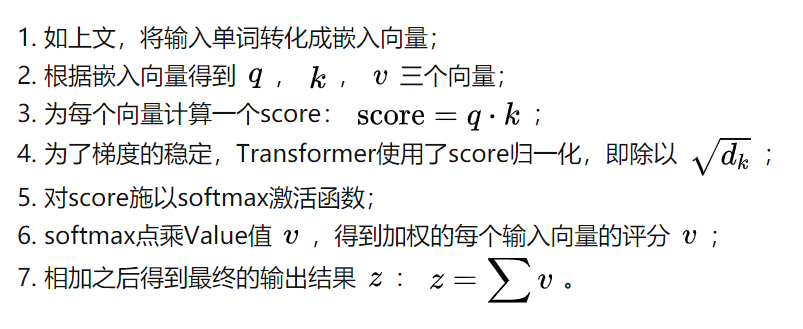 1. 如上文，将输入单词转化成嵌入向量；
2. 根据嵌入向量得到 q ， k ， v 三个向量；
3. 为每个向量计算一个score： score = q · k ；
4. 为了梯度的稳定，Transformer使用了score归一化，即除以 √d_k ；
5. 对score施以softmax激活函数；
6. softmax点乘Value值 v ，得到加权的每个输入向量的评分 v ；
7. 相加之后得到最终的输出结果 z ： z = ∑ v 。